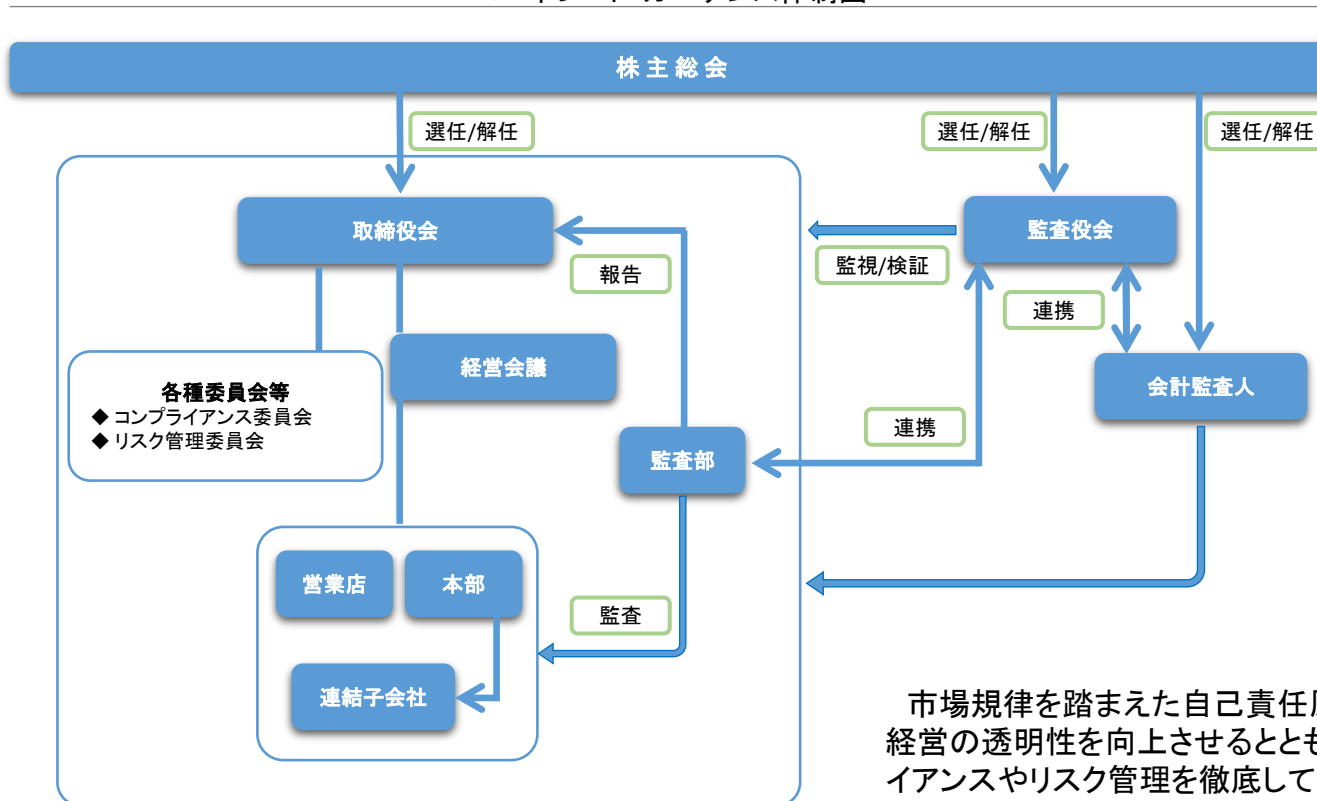 株主総会
選任/解任
選任/解任
選任/解任
取締役会
監査役会
報告
監視/検証
連携
経営会議
会計監査人
各種委員会等
◆ コンプライアンス委員会
◆ リスク管理委員会
連携
監査部
営業店
本部
監査
連結子会社
市場規律を踏まえた自己責任
経営の透明性を向上させるととも
イアンスやリスク管理を徹底して